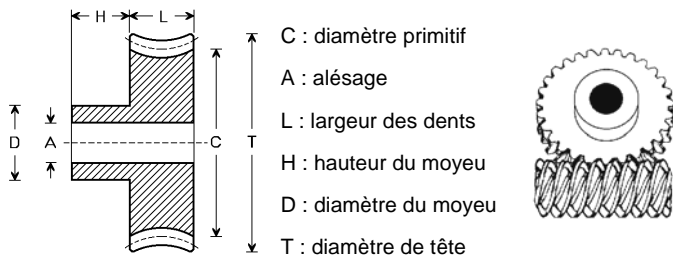 H L
D A C T
C : diamètre primitif
A : alésage
L : largeur des dents
H : hauteur du moyeu
D : diamètre du moyeu
T : diamètre de tête